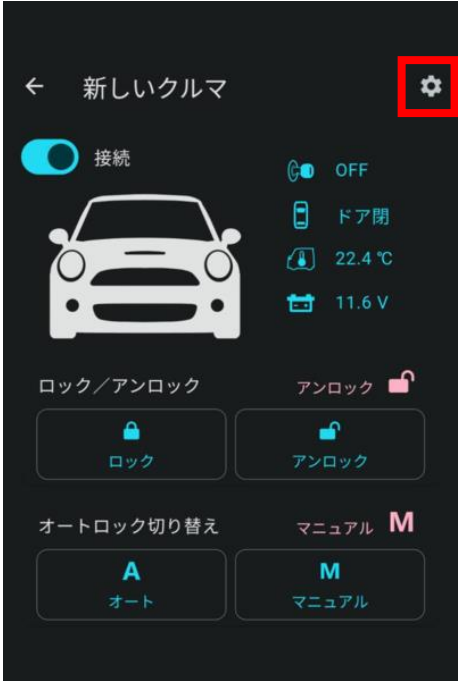 新しいクルマ
接続
OFF
ドア閉
22.4 ℃
11.6 V
ロック／アンロック
アンロック
ロック
アンロック
オートロック切り替え
マニュアル M
A
オート
M
マニュアル